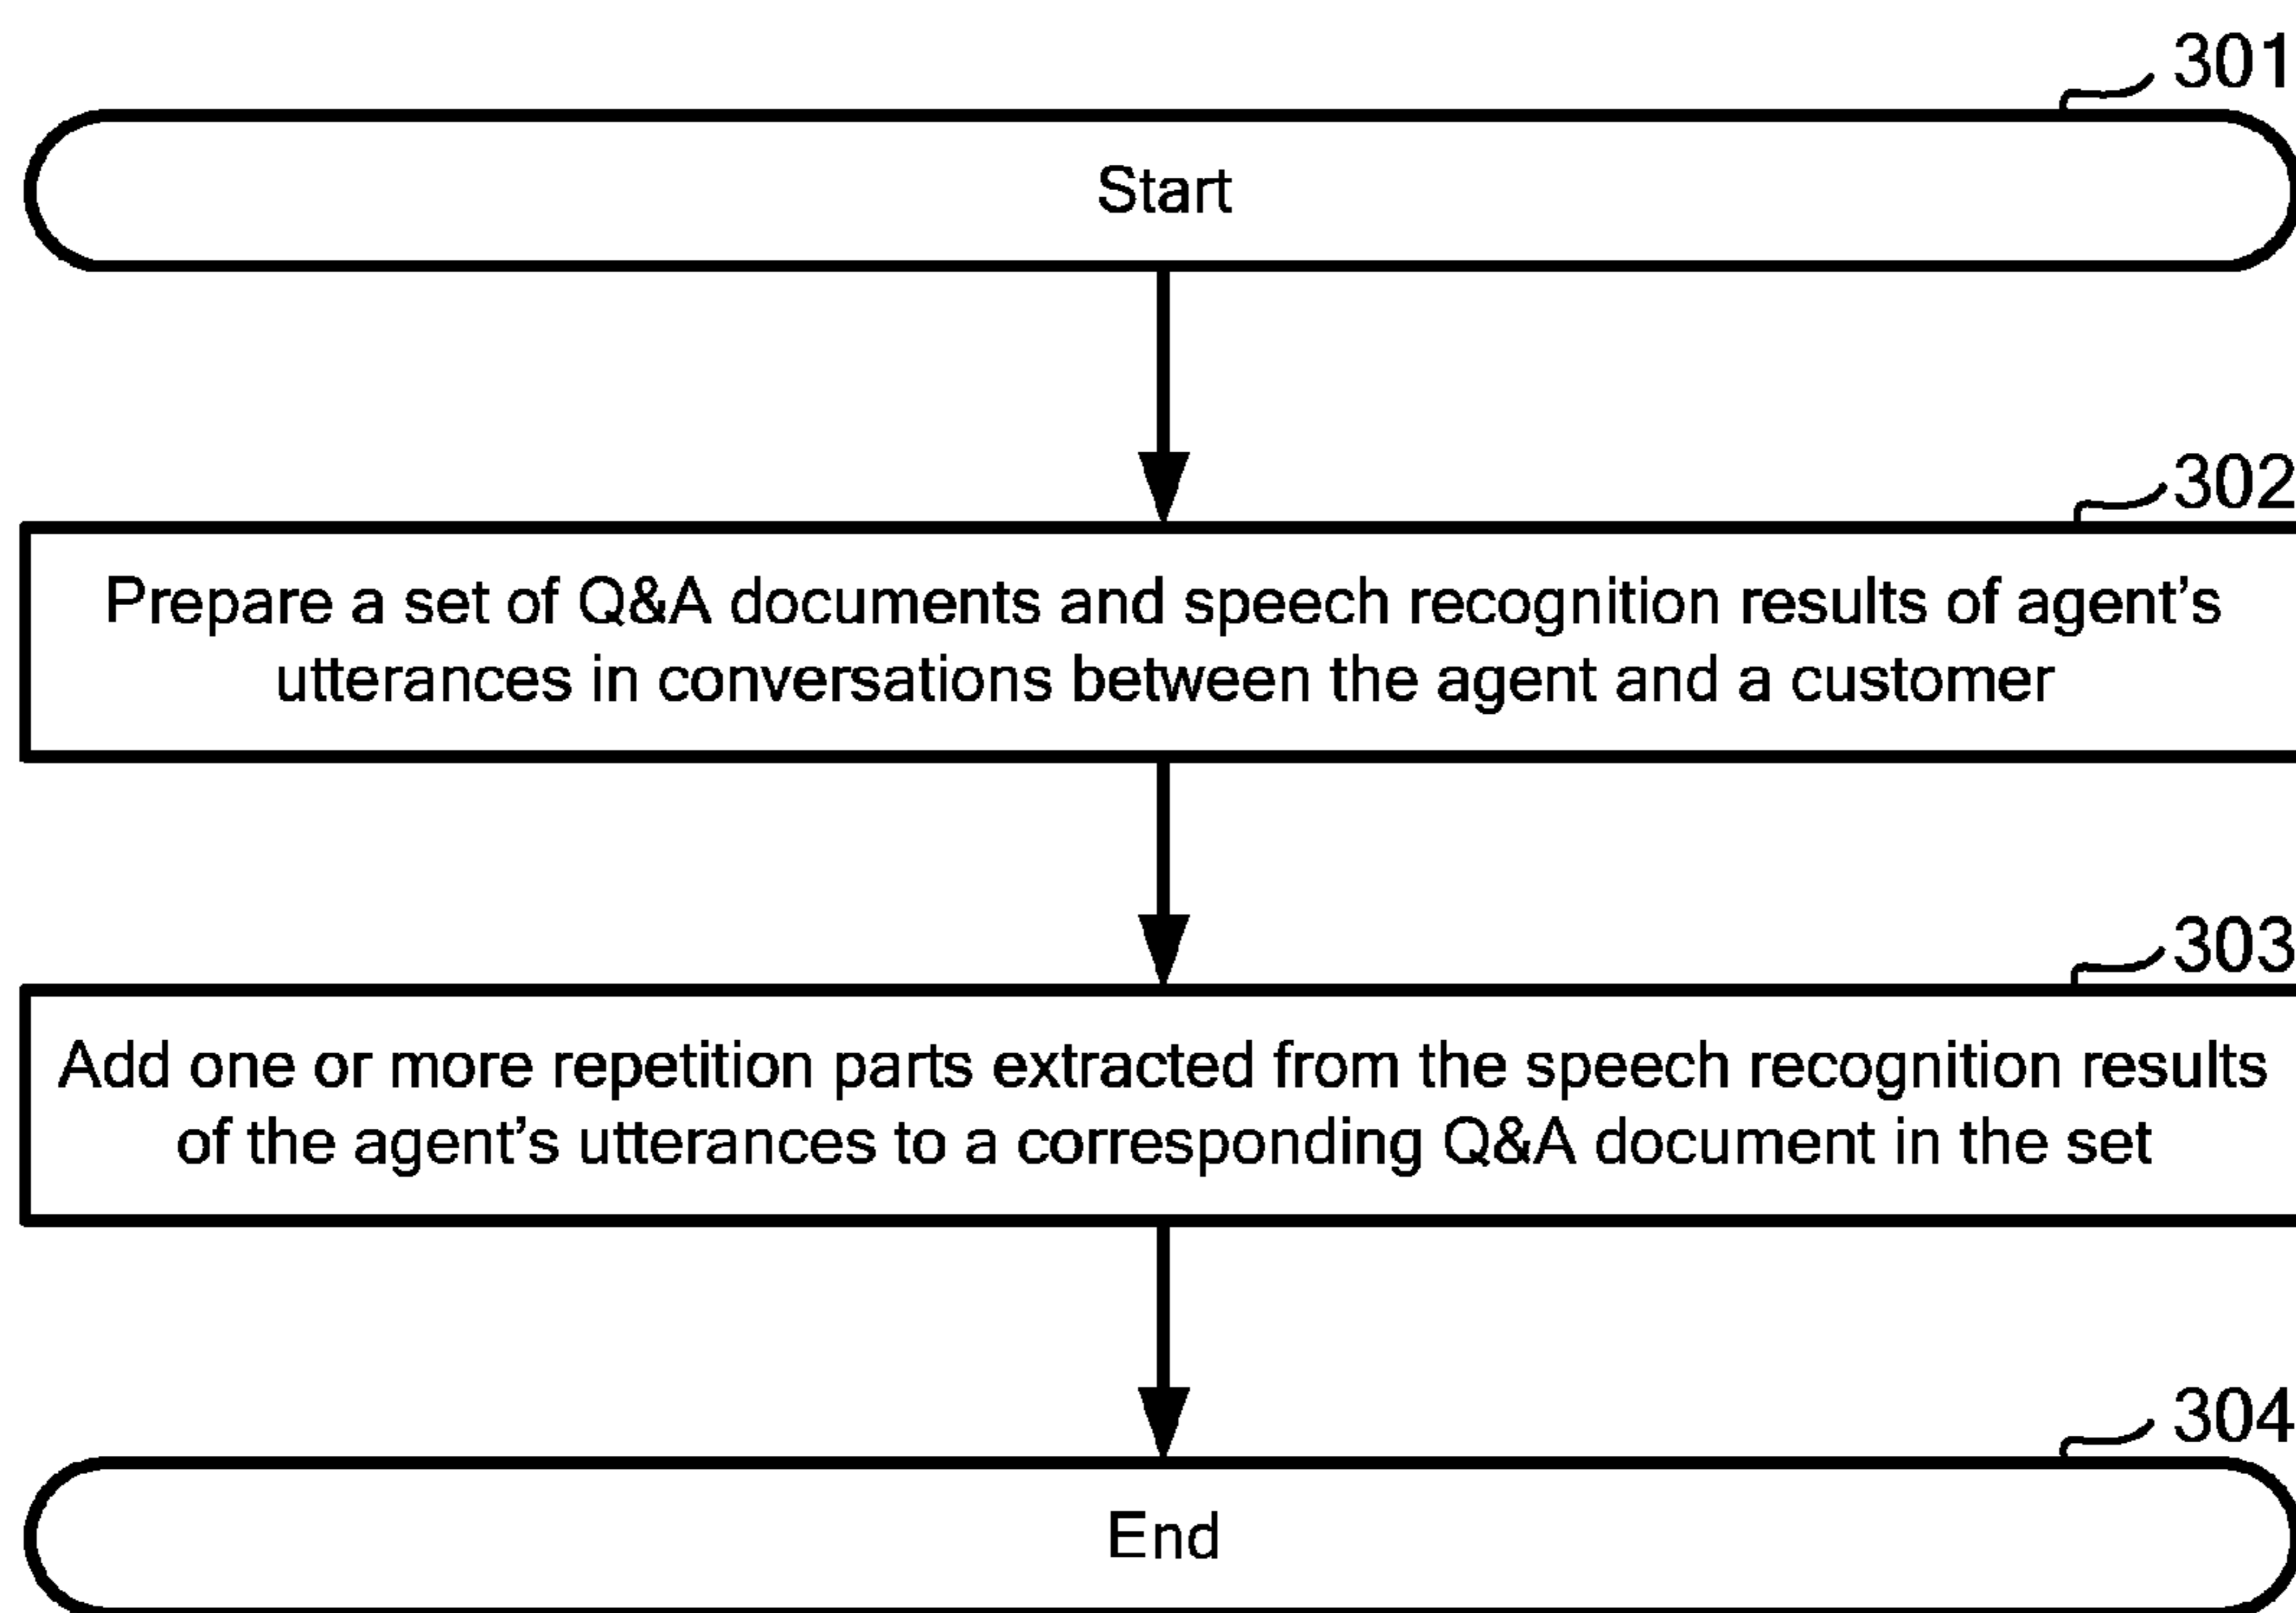 301
Start
302
Prepare a set of Q&A documents and speech recognition results of agent’s
utterances in conversations between the agent and a customer
303
Add one or more repetition parts extracted from the speech recognition results
of the agent’s utterances to a corresponding Q&A document in the set
304
End